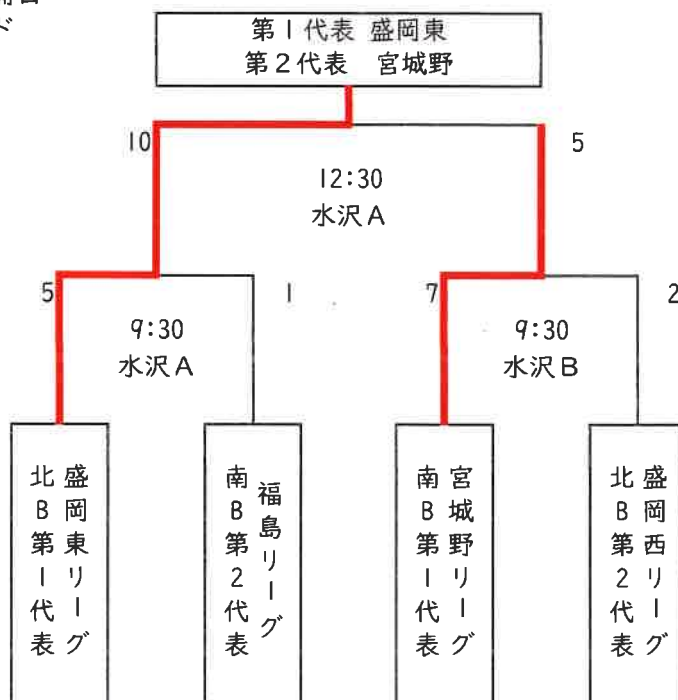 ド
第1代表 盛岡東
第2代表 宮城野
10
5
12:30
水沢A
5
1
7
2
9:30
水沢A
9:30
水沢B
盛岡東リーグ
北B第1代表
福島リーグ
南B第2代表
宮城野リーグ
南B第1代表
盛岡西リーグ
北B第2代表